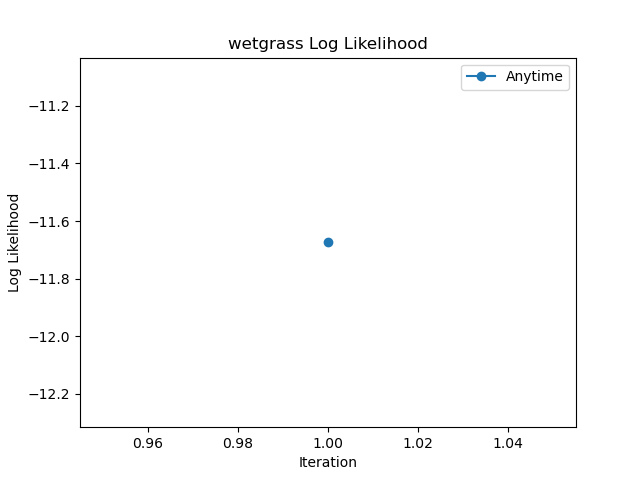 wetgrass Log Likelihood
Anytime
−11.2
−11.4
−11.6
−11.8
−12.0
−12.2
Log Likelihood
0.96
0.98
1.00
1.02
1.04
Iteration